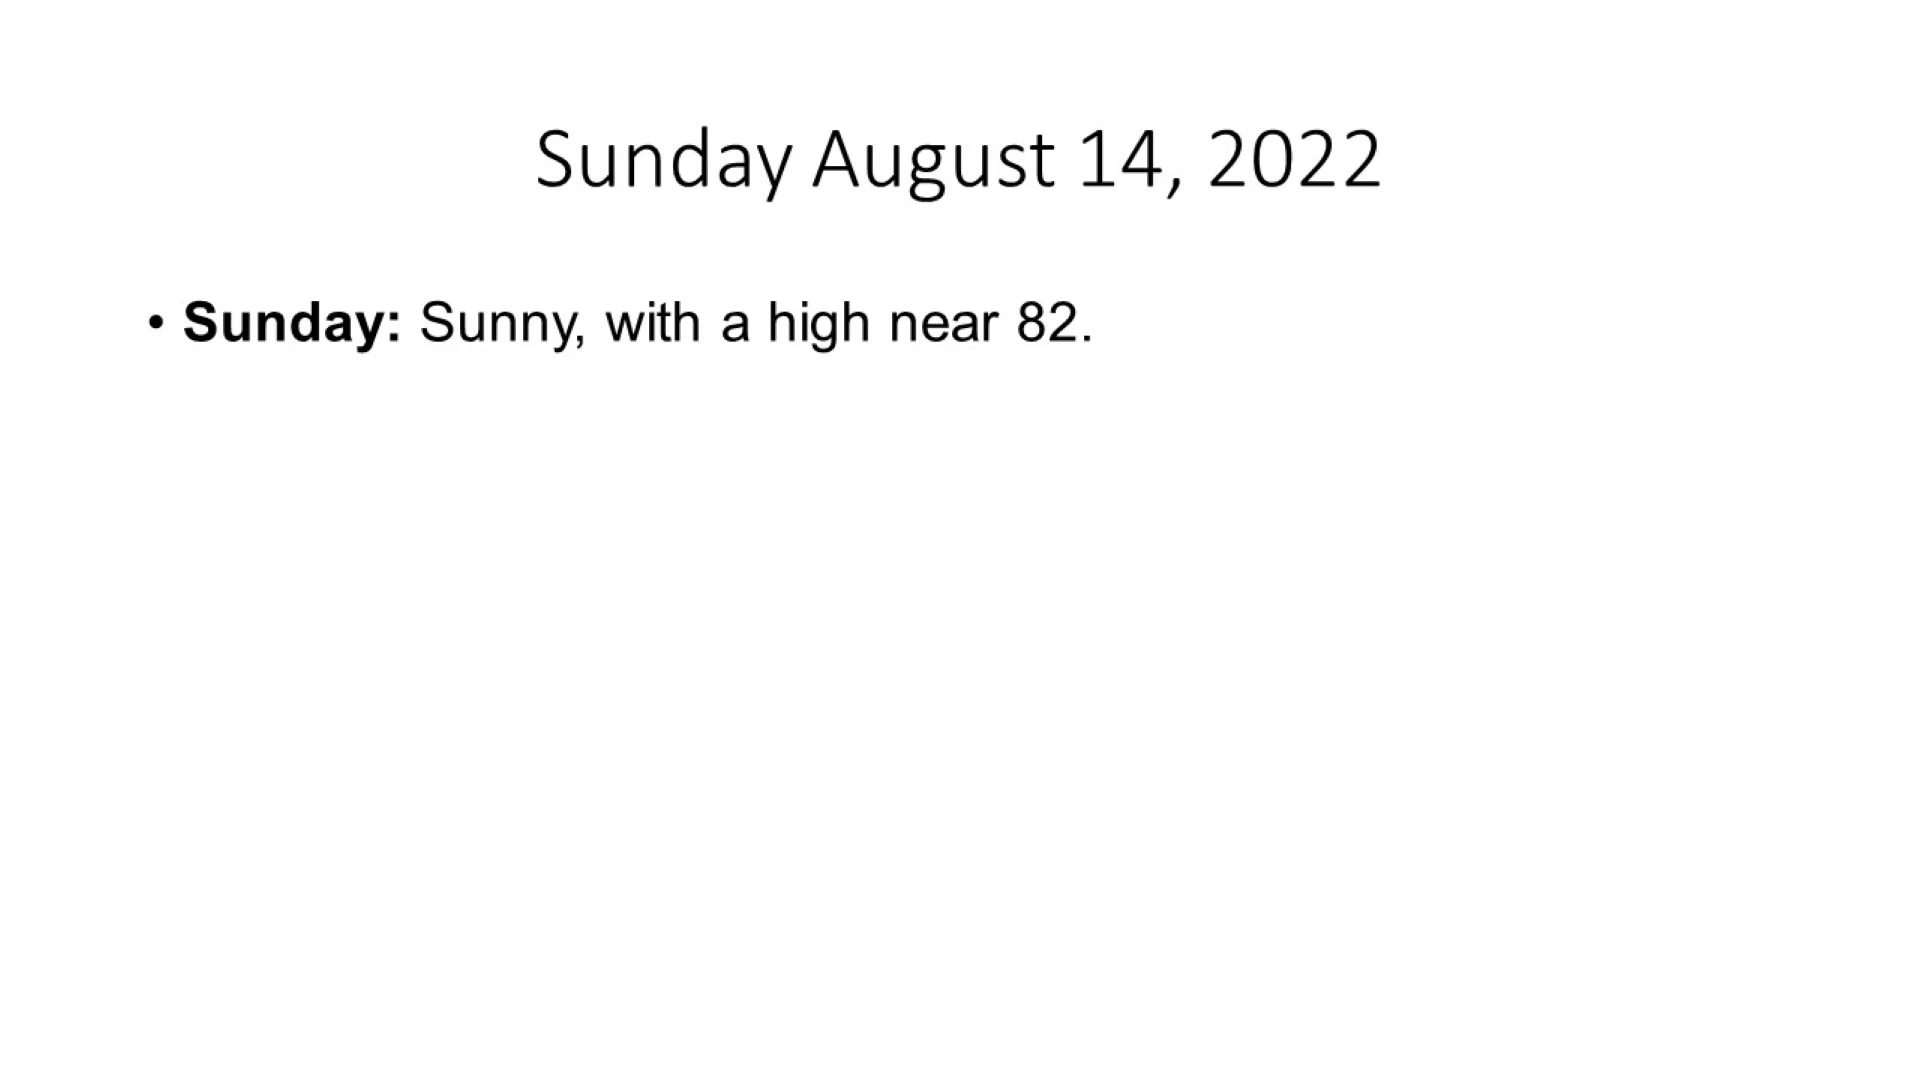 Sunday August 14, 2022
• Sunday: Sunny, with a high near 82.